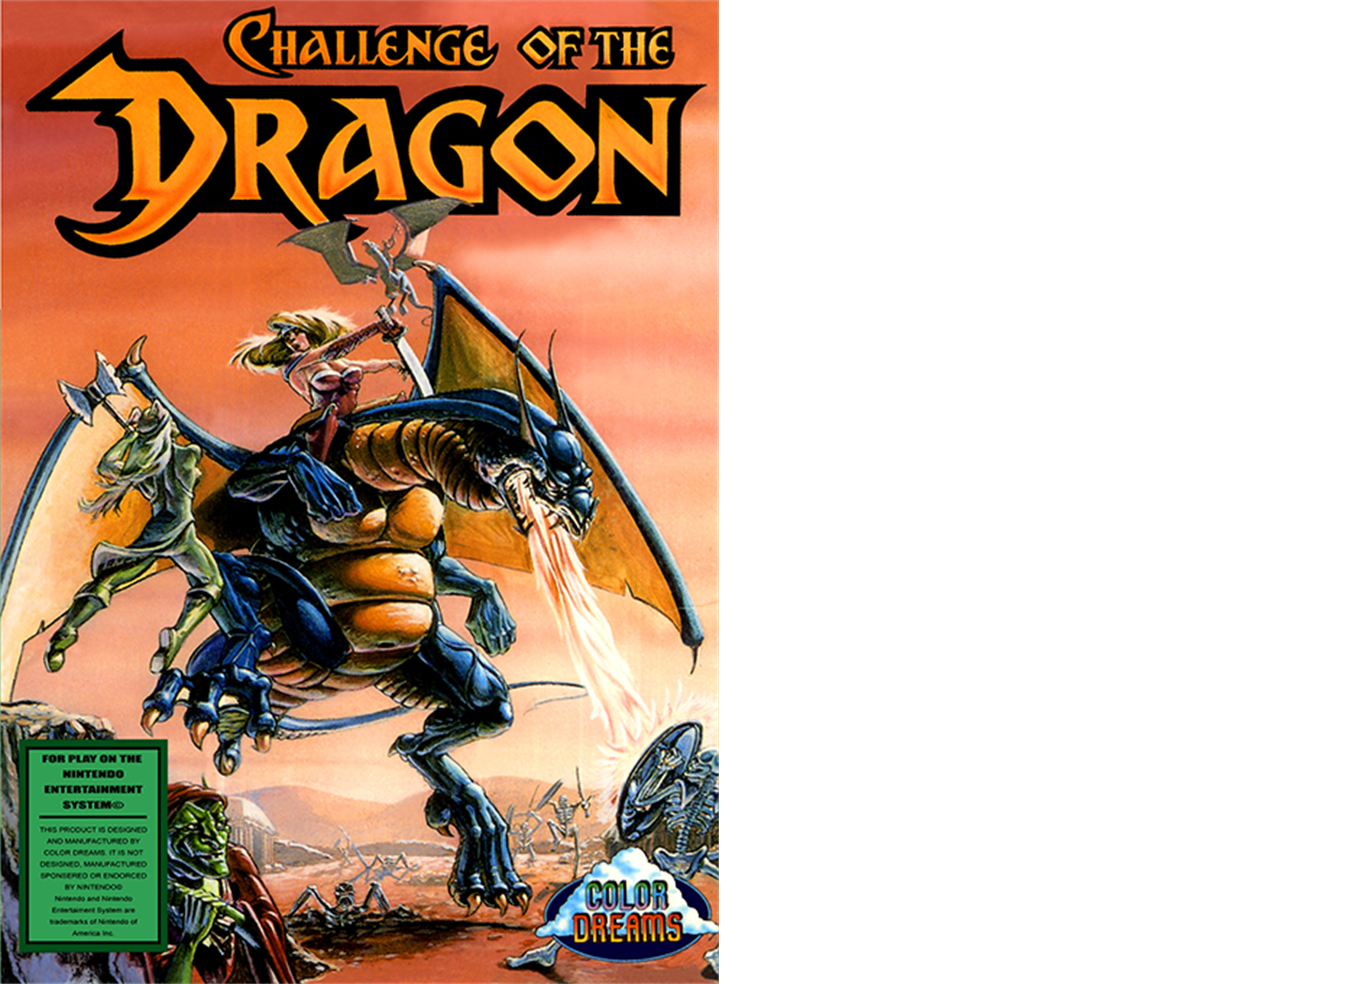 CHALLENGE OF THE
DRAGON
FOR PLAY ON THE
NINTENDO
ENTERTAINMENT
SYSTEM©
THIS PRODUCT IS DESIGNED
AND MANUFACTURED BY
COLOR DREAMS. IT IS NOT
DESIGNED, MANUFACTURED
SPONSERED OR ENDORCED
BY NINTENDO®
Nintendo and Nintendo
Entertaiment System are
trademarks of Nintendo of
America Inc.
COLOR
DREAMS